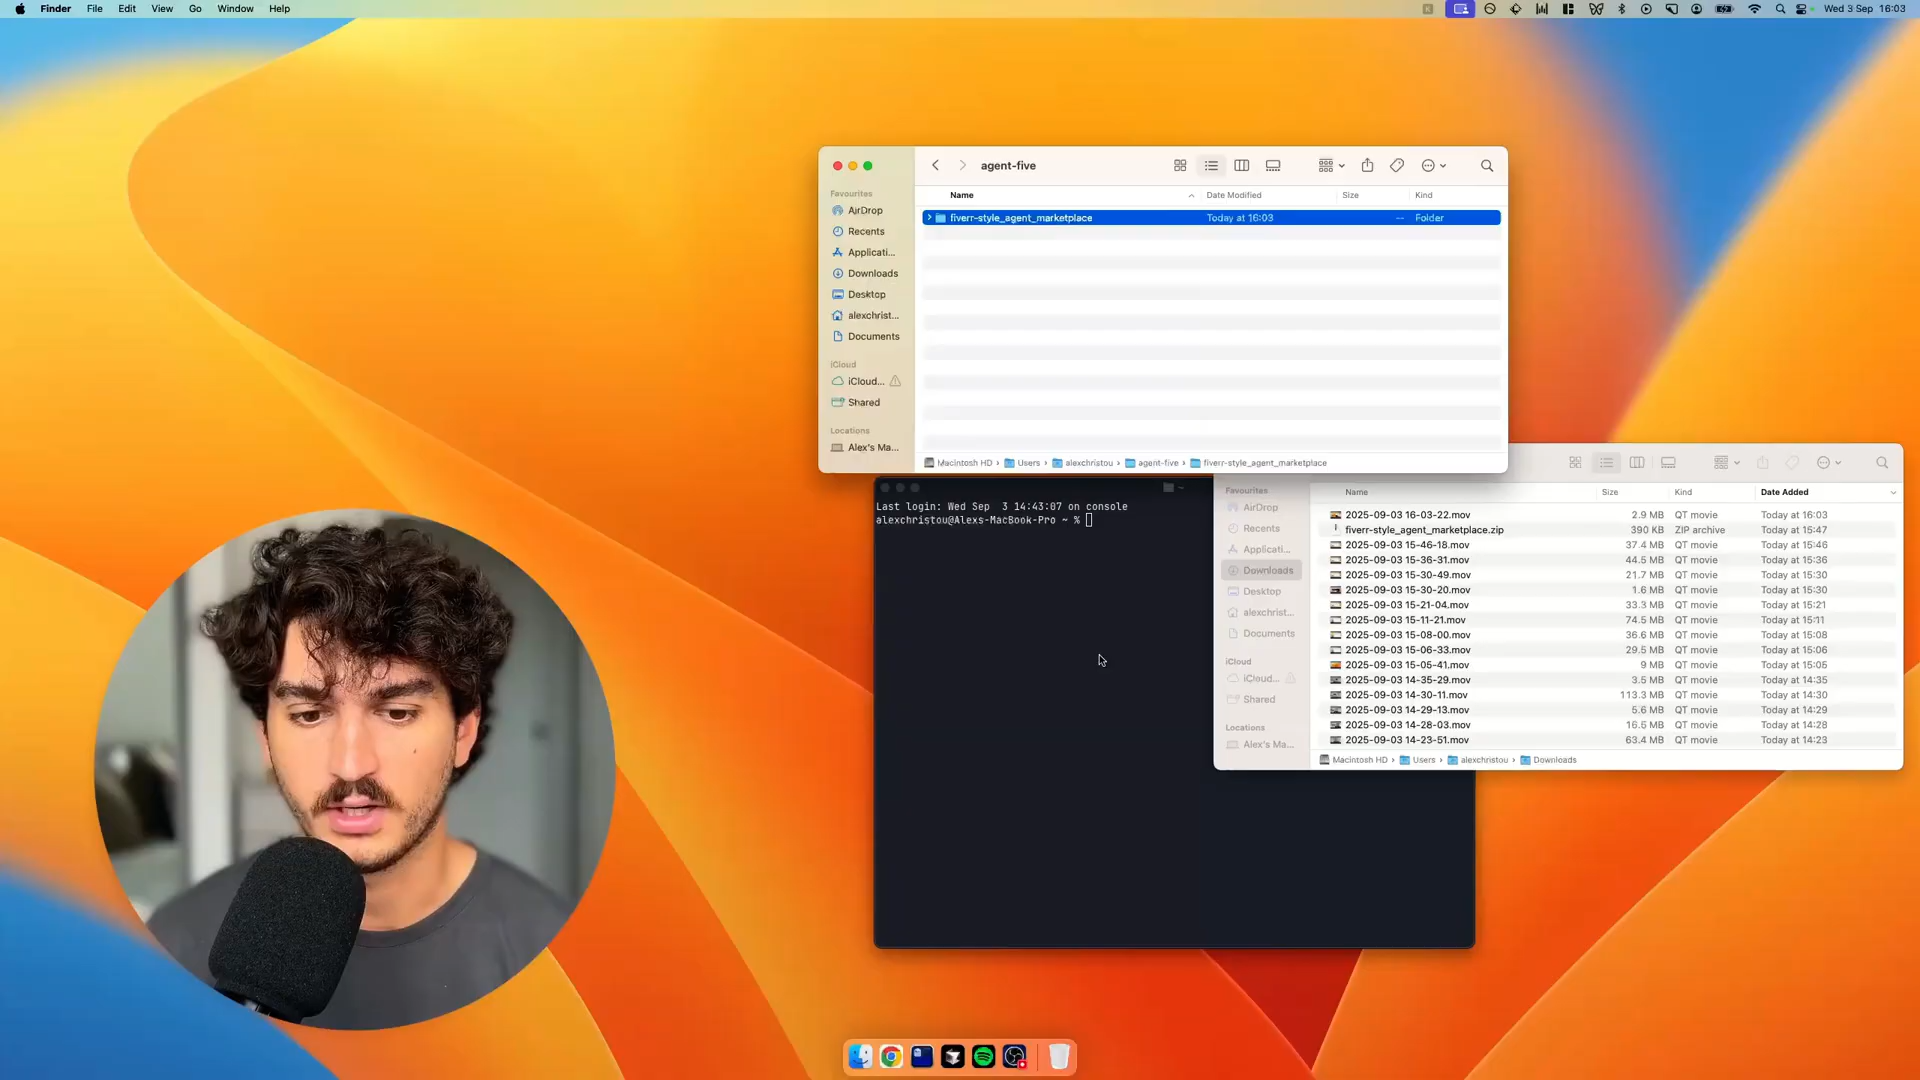 Finder File Edit View Go Window Help
Wed 3 Sep 16:03
agent-five
Favourites
AirDrop
Recents
Applicati...
Downloads
Desktop
alexchrist...
Documents
iCloud
iCloud...
Shared
Locations
Alex's Ma...
Name Date Modified Size Kind
fiverr-style_agent_marketplace Today at 16:03 -- Folder
Macintosh HD › Users › alexchristou › agent-five › fiverr-style_agent_marketplace
~
Last login: Wed Sep 3 14:43:07 on console
alexchristou@Alexs-MacBook-Pro ~ %
Favourites
AirDrop
Recents
Applicati...
Downloads
Desktop
alexchrist...
Documents
iCloud
iCloud...
Shared
Locations
Alex's Ma...
Name Size Kind Date Added
2025-09-03 16-03-22.mov 2.9 MB QT movie Today at 16:03
fiverr-style_agent_marketplace.zip 390 KB ZIP archive Today at 15:47
2025-09-03 15-46-18.mov 37.4 MB QT movie Today at 15:46
2025-09-03 15-36-31.mov 44.5 MB QT movie Today at 15:36
2025-09-03 15-30-49.mov 21.7 MB QT movie Today at 15:30
2025-09-03 15-30-20.mov 1.6 MB QT movie Today at 15:30
2025-09-03 15-21-04.mov 33.3 MB QT movie Today at 15:21
2025-09-03 15-11-21.mov 74.5 MB QT movie Today at 15:11
2025-09-03 15-08-00.mov 36.6 MB QT movie Today at 15:08
2025-09-03 15-06-33.mov 29.5 MB QT movie Today at 15:06
2025-09-03 15-05-41.mov 9 MB QT movie Today at 15:05
2025-09-03 14-35-29.mov 3.5 MB QT movie Today at 14:35
2025-09-03 14-30-11.mov 113.3 MB QT movie Today at 14:30
2025-09-03 14-29-13.mov 5.6 MB QT movie Today at 14:29
2025-09-03 14-28-03.mov 16.5 MB QT movie Today at 14:28
2025-09-03 14-23-51.mov 63.4 MB QT movie Today at 14:23
Macintosh HD › Users › alexchristou › Downloads